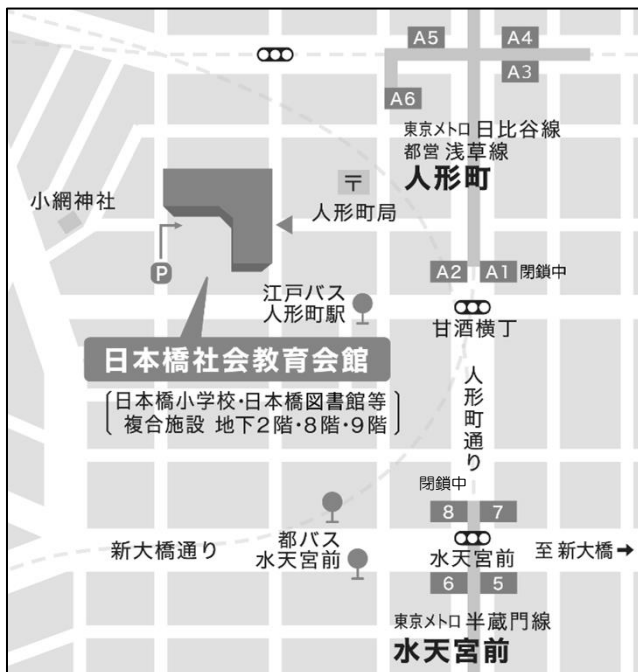 A5
A4
A3
A6
東京メトロ 日比谷線
都営 浅草線
人形町
〒
人形町局
小網神社
P
A2
A1
閉鎖中
江戸バス
人形町駅
甘酒横丁
日本橋社会教育会館
日本橋小学校・日本橋図書館等
複合施設 地下2階・8階・9階
人形町通り
閉鎖中
8
7
都バス
水天宮前
新大橋通り
水天宮前
至 新大橋➡
6
5
東京メトロ 半蔵門線
水天宮前